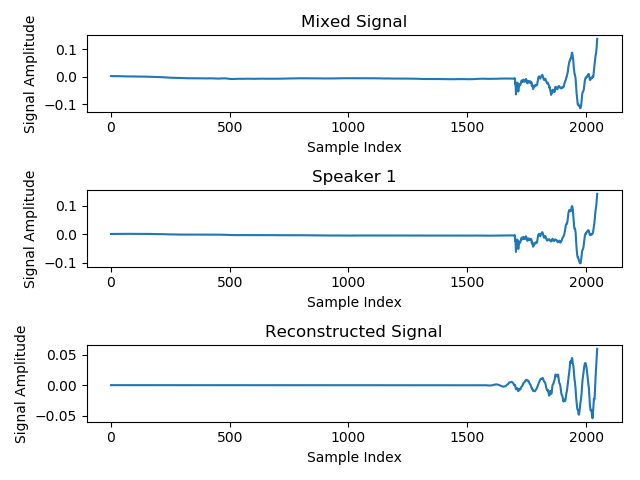 Mixed Signal
Signal Amplitude
0.1
0.0
−0.1
0 500 1000 1500 2000
Sample Index
Speaker 1
Signal Amplitude
0.1
0.0
−0.1
0 500 1000 1500 2000
Sample Index
Reconstructed Signal
Signal Amplitude
0.05
0.00
−0.05
0 500 1000 1500 2000
Sample Index